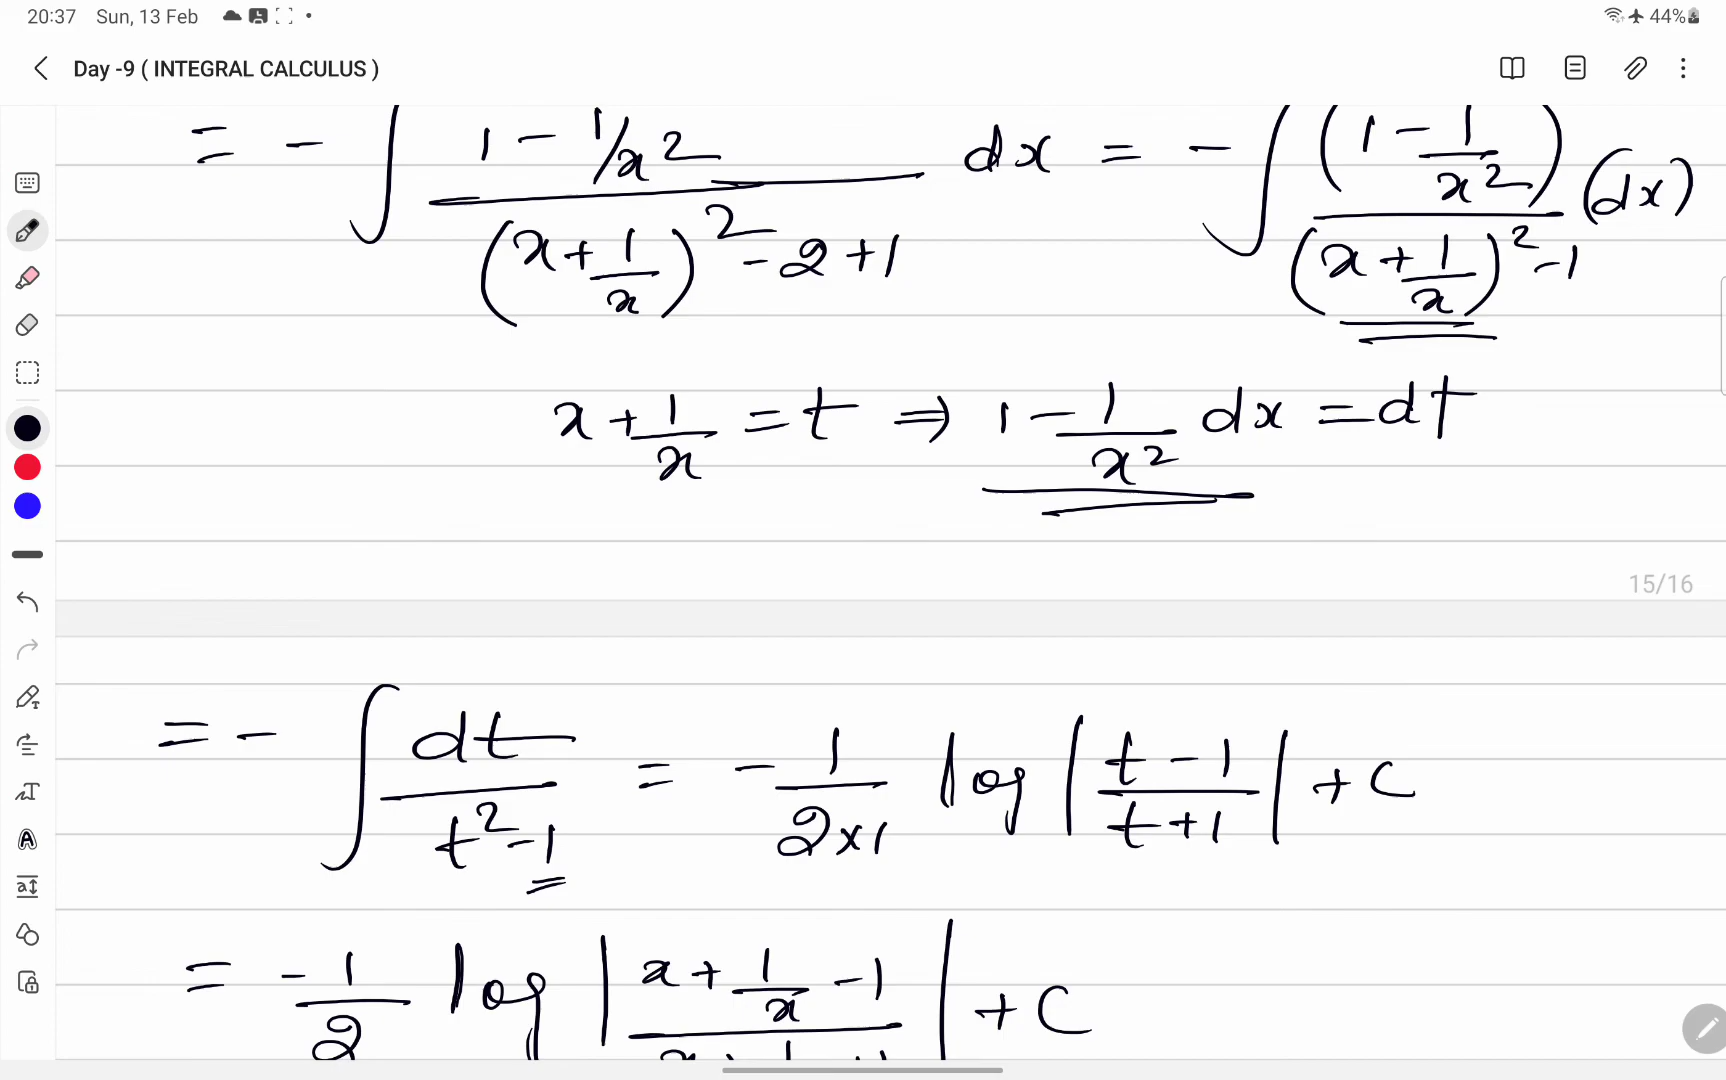 20:37 Sun, 13 Feb 44%
Day -9 ( INTEGRAL CALCULUS )
= - ∫ (1 - 1/x²) / ((x + 1/x)² - 2 + 1) dx = - ∫ (1 - 1/x²) / ((x + 1/x)² - 1) (dx)
x + 1/x = t ⇒ 1 - 1/x² dx = dt
15/16
= - ∫ dt / (t² - 1) = - 1/(2×1) log | (t - 1)/(t + 1) | + C
= -1/2 log | (x + 1/x - 1)/(x + 1/x + 1) | + C